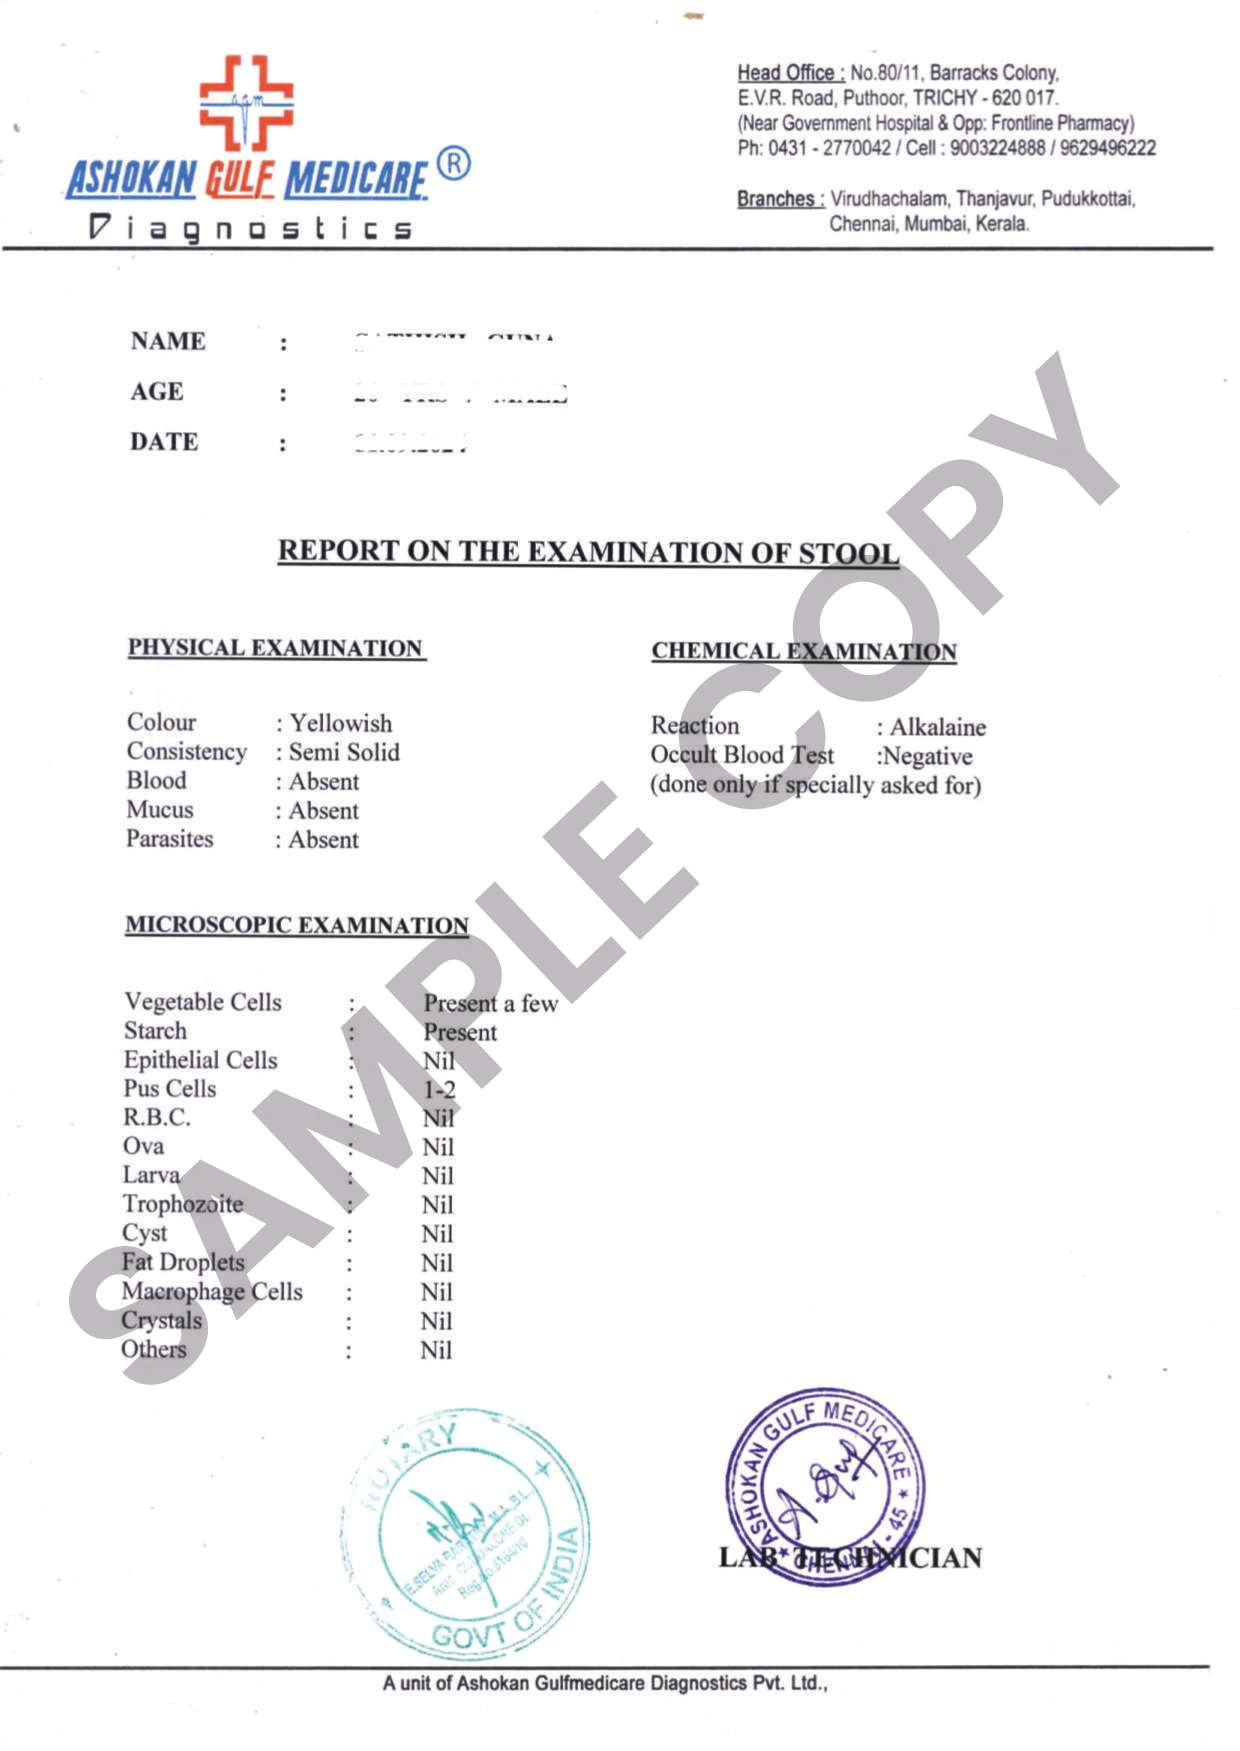 aqm
ASHOKAN GULF MEDICARE ®
Diagnostics
Head Office : No.80/11, Barracks Colony,
E.V.R. Road, Puthoor, TRICHY - 620 017.
(Near Government Hospital & Opp: Frontline Pharmacy)
Ph: 0431 - 2770042 / Cell : 9003224888 / 9629496222
Branches : Virudhachalam, Thanjavur, Pudukkottai,
Chennai, Mumbai, Kerala.
NAME :
AGE :
DATE :
REPORT ON THE EXAMINATION OF STOOL
PHYSICAL EXAMINATION
Colour : Yellowish
Consistency : Semi Solid
Blood : Absent
Mucus : Absent
Parasites : Absent
CHEMICAL EXAMINATION
Reaction : Alkalaine
Occult Blood Test :Negative
(done only if specially asked for)
MICROSCOPIC EXAMINATION
Vegetable Cells : Present a few
Starch : Present
Epithelial Cells : Nil
Pus Cells : 1-2
R.B.C. : Nil
Ova : Nil
Larva : Nil
Trophozoite : Nil
Cyst : Nil
Fat Droplets : Nil
Macrophage Cells : Nil
Crystals : Nil
Others : Nil
SAMPLE COPY
NOTARY
GOVT OF INDIA
ASHOKAN GULF MEDICARE
CHENNAI - 45
LAB TECHNICIAN
A unit of Ashokan Gulfmedicare Diagnostics Pvt. Ltd.,